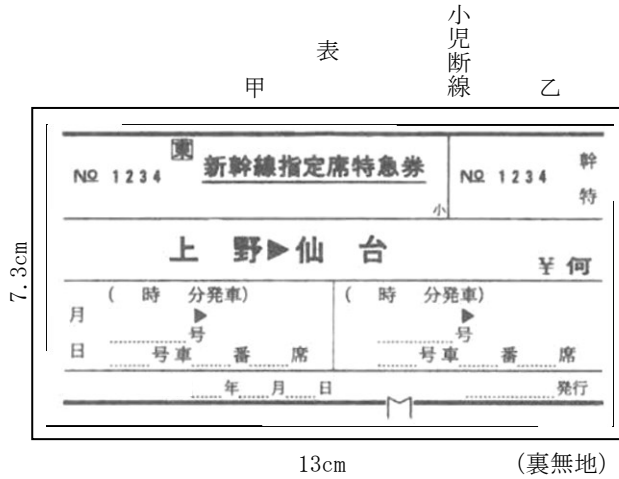 表
小児断線
甲
乙
東
新幹線指定席特急券
№ 1234
№ 1234
幹
特
小
上 野▶仙 台
¥ 何
( 時 分発車)
( 時 分発車)
月
▶
▶
号
号
日
号車 番 席
号車 番 席
年 月 日
発行
7.3cm
13cm
(裏無地)